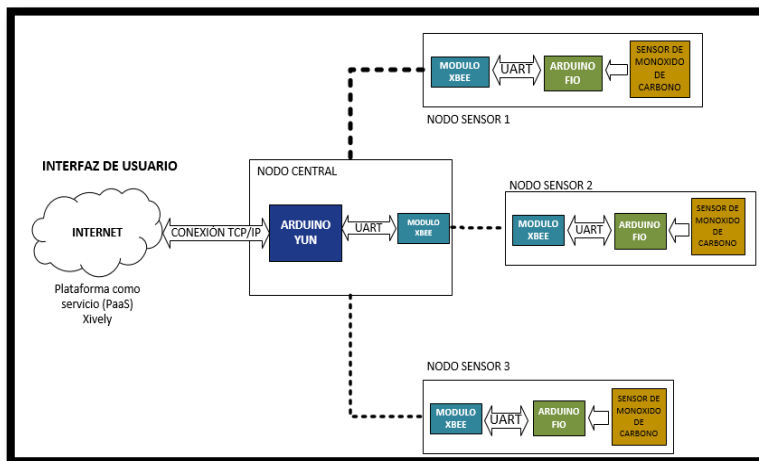 MODULO
XBEE
UART
ARDUINO
FIO
SENSOR DE
MONOXIDO
DE
CARBONO
NODO SENSOR 1
INTERFAZ DE USUARIO
INTERNET
CONEXIÓN TCP/IP
Plataforma como
servicio (PaaS)
Xively
NODO CENTRAL
ARDUINO
YUN
UART
MODULO
XBEE
NODO SENSOR 2
MODULO
XBEE
UART
ARDUINO
FIO
SENSOR DE
MONOXIDO
DE
CARBONO
NODO SENSOR 3
MODULO
XBEE
UART
ARDUINO
FIO
SENSOR DE
MONOXIDO
DE
CARBONO